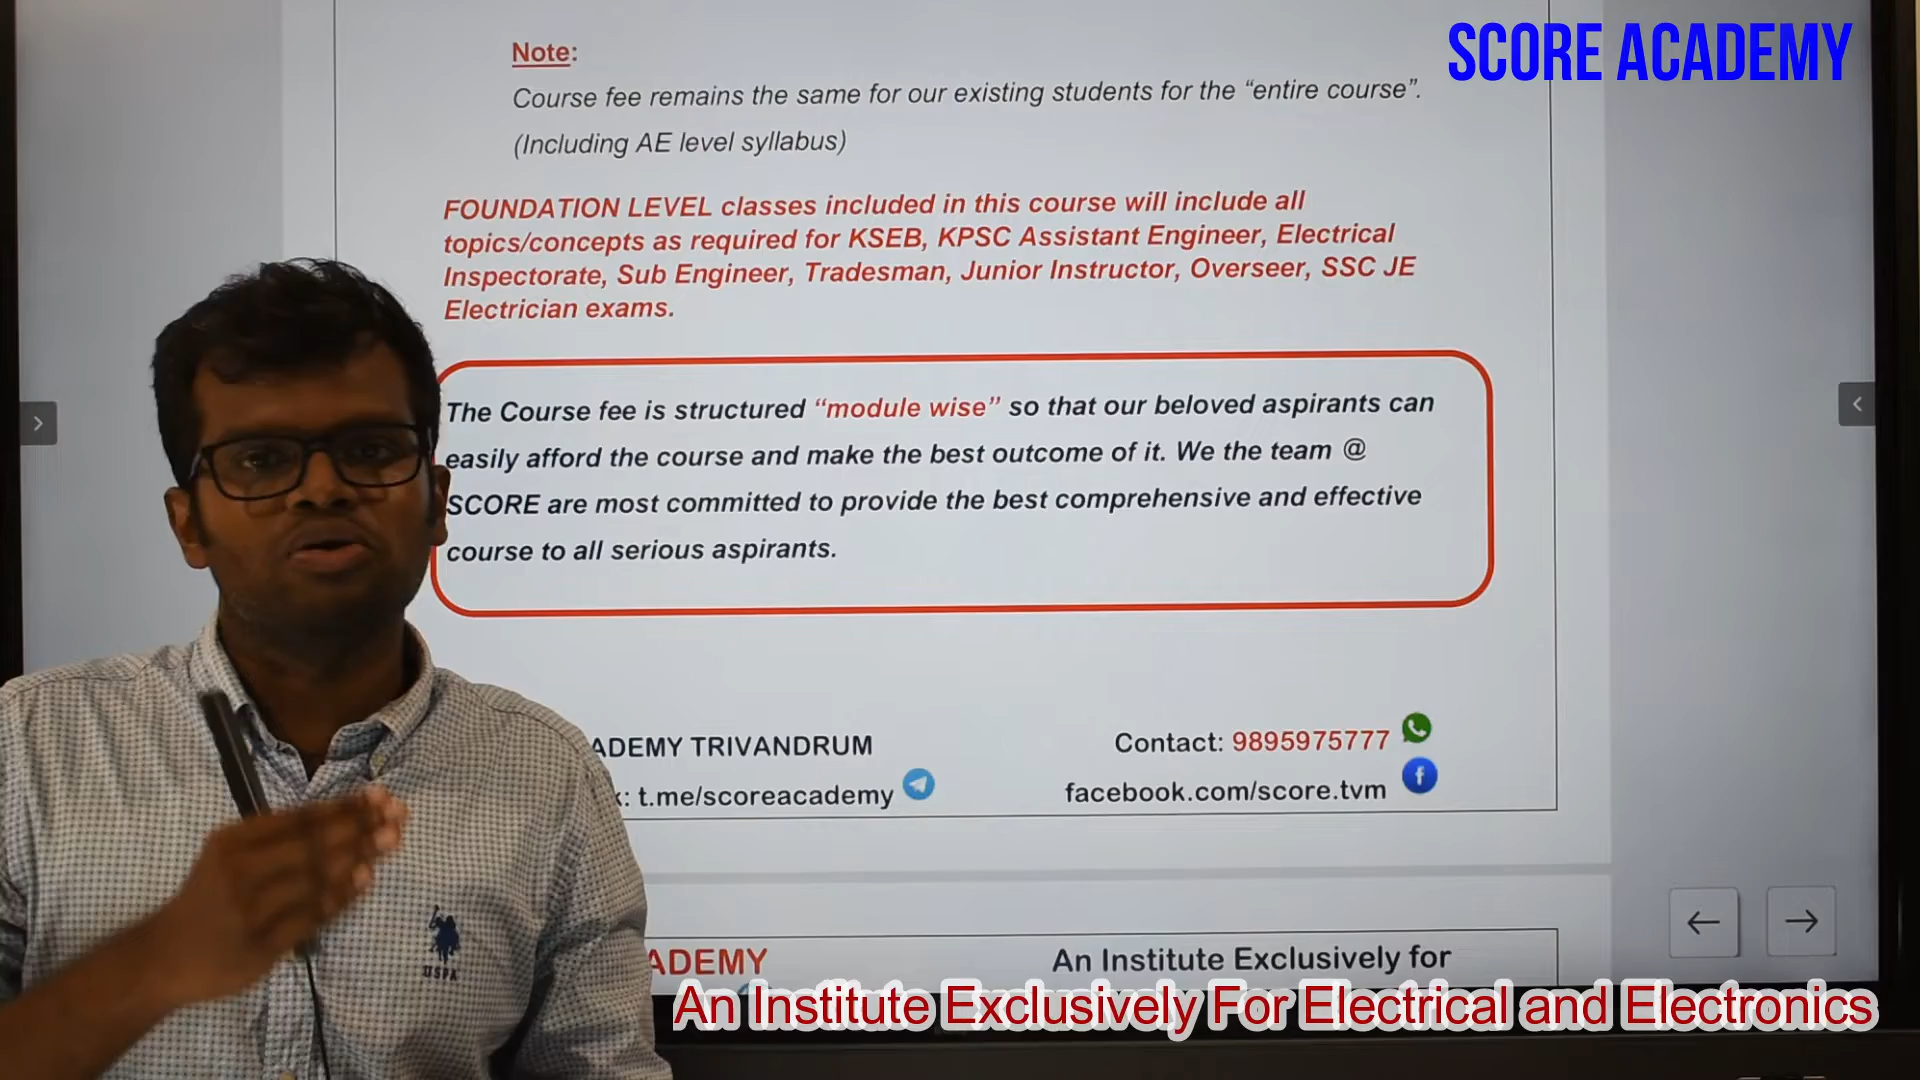 SCORE ACADEMY
Note:
Course fee remains the same for our existing students for the “entire course”.
(Including AE level syllabus)
FOUNDATION LEVEL classes included in this course will include all
topics/concepts as required for KSEB, KPSC Assistant Engineer, Electrical
Inspectorate, Sub Engineer, Tradesman, Junior Instructor, Overseer, SSC JE
Electrician exams.
The Course fee is structured “module wise” so that our beloved aspirants can
easily afford the course and make the best outcome of it. We the team @
SCORE are most committed to provide the best comprehensive and effective
course to all serious aspirants.
ADEMY TRIVANDRUM
Contact: 9895975777
k: t.me/scoreacademy
facebook.com/score.tvm
USPA
ADEMY
An Institute Exclusively for
An Institute Exclusively For Electrical and Electronics